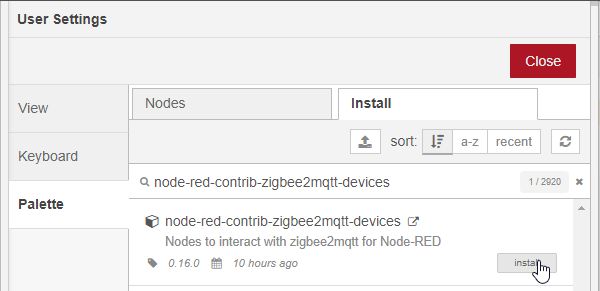 User Settings
Close
View
Keyboard
Palette
Nodes
Install
sort: a-z recent
node-red-contrib-zigbee2mqtt-devices 1 / 2920
node-red-contrib-zigbee2mqtt-devices
Nodes to interact with zigbee2mqtt for Node-RED
0.16.0 10 hours ago
install